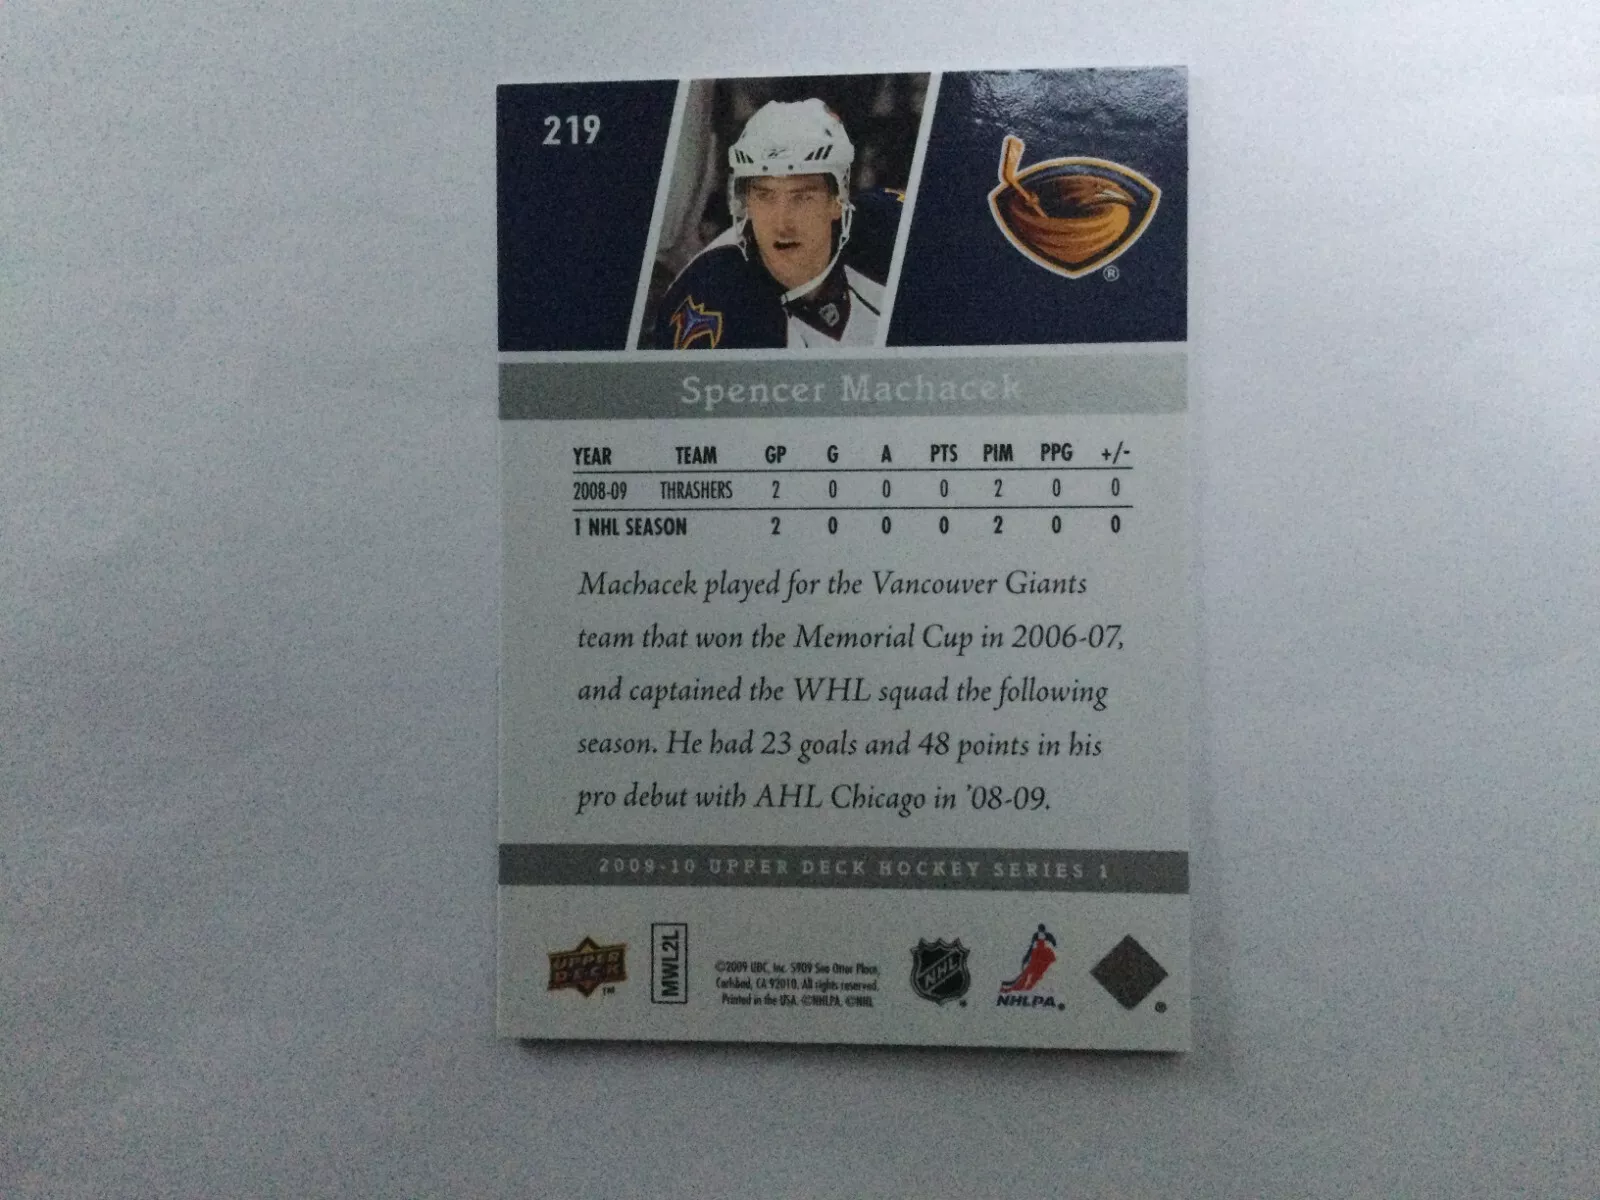 219
®
Spencer Machacek
YEAR TEAM GP G A PTS PIM PPG +/-
2008-09 THRASHERS 2 0 0 0 2 0 0
1 NHL SEASON 2 0 0 0 2 0 0
Machacek played for the Vancouver Giants
team that won the Memorial Cup in 2006-07,
and captained the WHL squad the following
season. He had 23 goals and 48 points in his
pro debut with AHL Chicago in '08-09.
2009-10 UPPER DECK HOCKEY SERIES 1
UPPER
DECK
TM
MWL2L
©2009 UDC, Inc. 5909 Sea Otter Place,
Carlsbad, CA 92010. All rights reserved.
Printed in the USA. ©NHLPA. ©NHL
NHL
NHLPA.
®